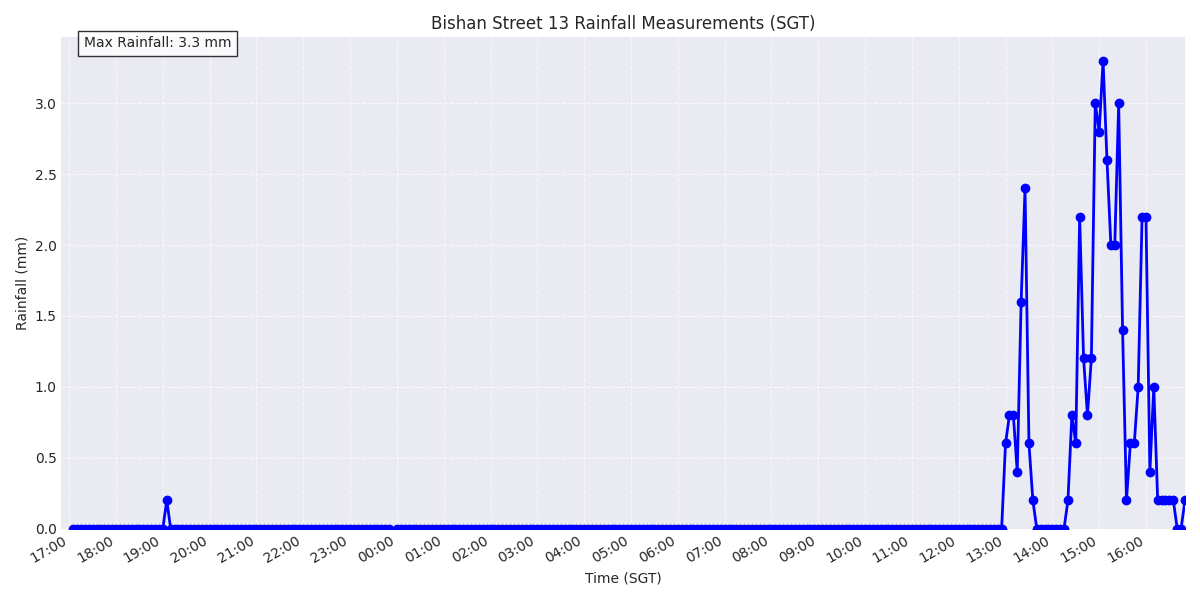 Bishan Street 13 Rainfall Measurements (SGT)
Max Rainfall: 3.3 mm
Rainfall (mm)
3.0
2.5
2.0
1.5
1.0
0.5
0.0
17:00 18:00 19:00 20:00 21:00 22:00 23:00 00:00 01:00 02:00 03:00 04:00 05:00 06:00 07:00 08:00 09:00 10:00 11:00 12:00 13:00 14:00 15:00 16:00
Time (SGT)